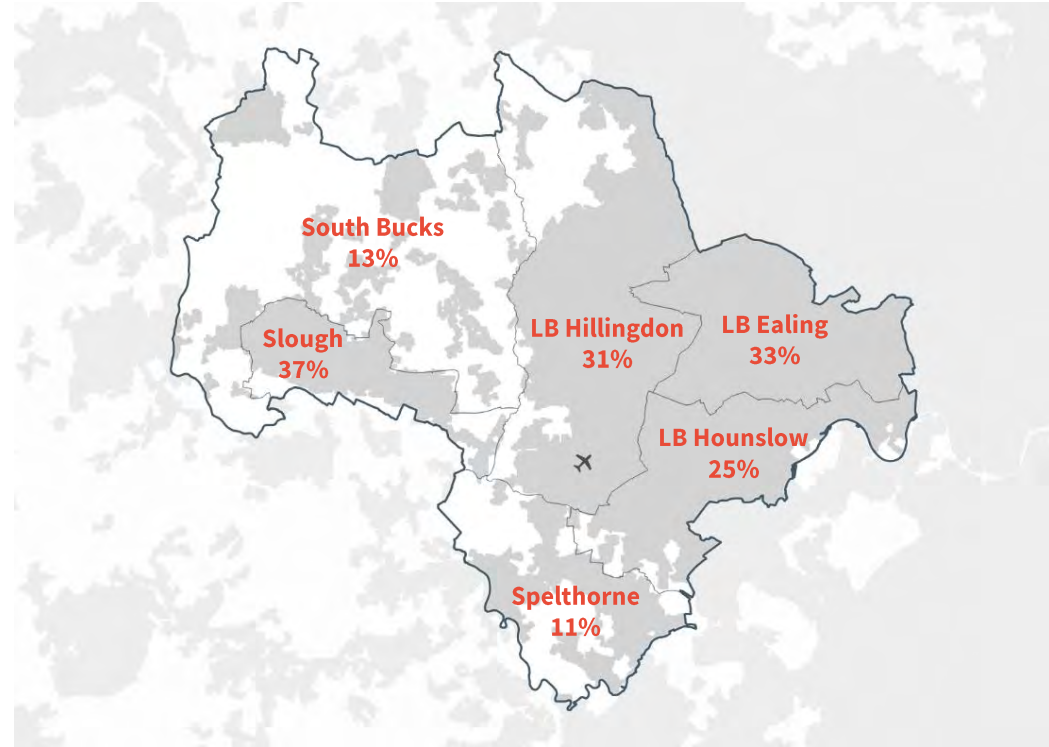 South Bucks
13%
LB Hillingdon
31%
LB Ealing
33%
Slough
37%
LB Hounslow
25%
Spelthorne
11%